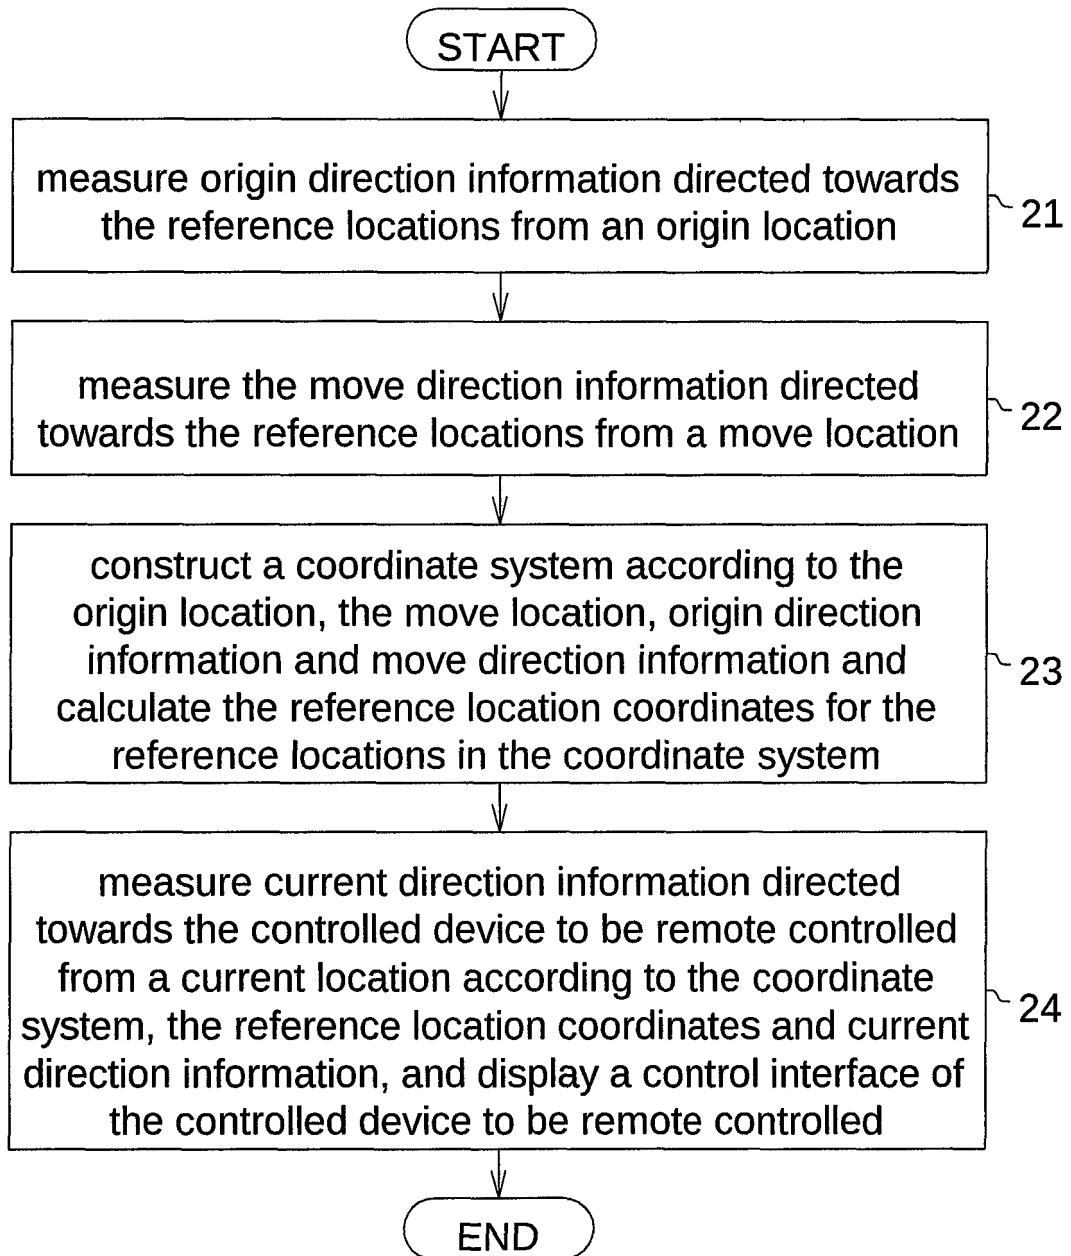 START
measure origin direction information directed towards
the reference locations from an origin location
21
measure the move direction information directed
towards the reference locations from a move location
22
construct a coordinate system according to the
origin location, the move location, origin direction
information and move direction information and
calculate the reference location coordinates for the
reference locations in the coordinate system
23
measure current direction information directed
towards the controlled device to be remote controlled
from a current location according to the coordinate
system, the reference location coordinates and current
direction information, and display a control interface of
the controlled device to be remote controlled
24
END